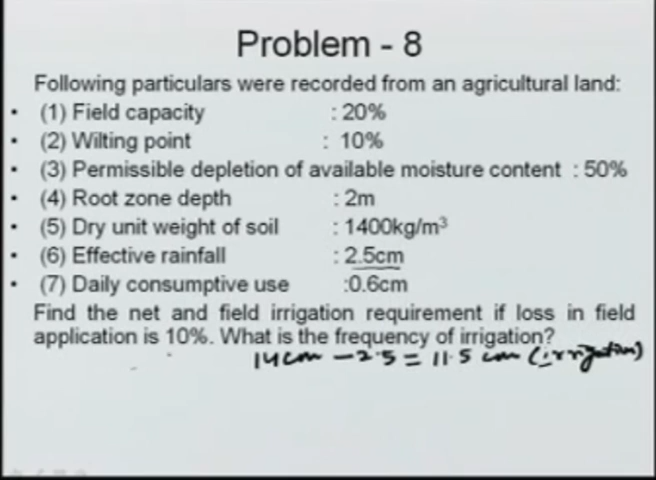 Problem - 8
Following particulars were recorded from an agricultural land:
• (1) Field capacity : 20%
• (2) Wilting point : 10%
• (3) Permissible depletion of available moisture content : 50%
• (4) Root zone depth : 2m
• (5) Dry unit weight of soil : 1400kg/m³
• (6) Effective rainfall : 2.5cm
• (7) Daily consumptive use :0.6cm
Find the net and field irrigation requirement if loss in field
application is 10%. What is the frequency of irrigation?
14cm - 2.5 = 11.5 cm (irrigation)